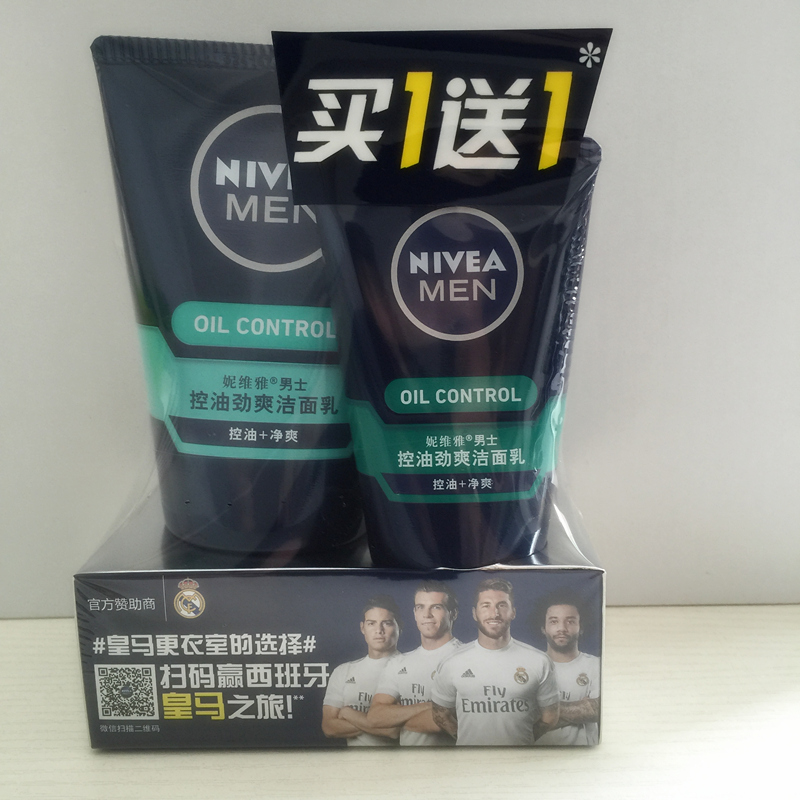 买1送1*
NIVEA
MEN
OIL CONTROL
妮维雅®男士
控油劲爽洁面乳
控油+净爽
NIVEA
MEN
OIL CONTROL
妮维雅®男士
控油劲爽洁面乳
控油+净爽
官方赞助商
#皇马更衣室的选择#
扫码赢西班牙
皇马之旅!**
微信扫描二维码
Fly
Emirates
Fly
Emirates